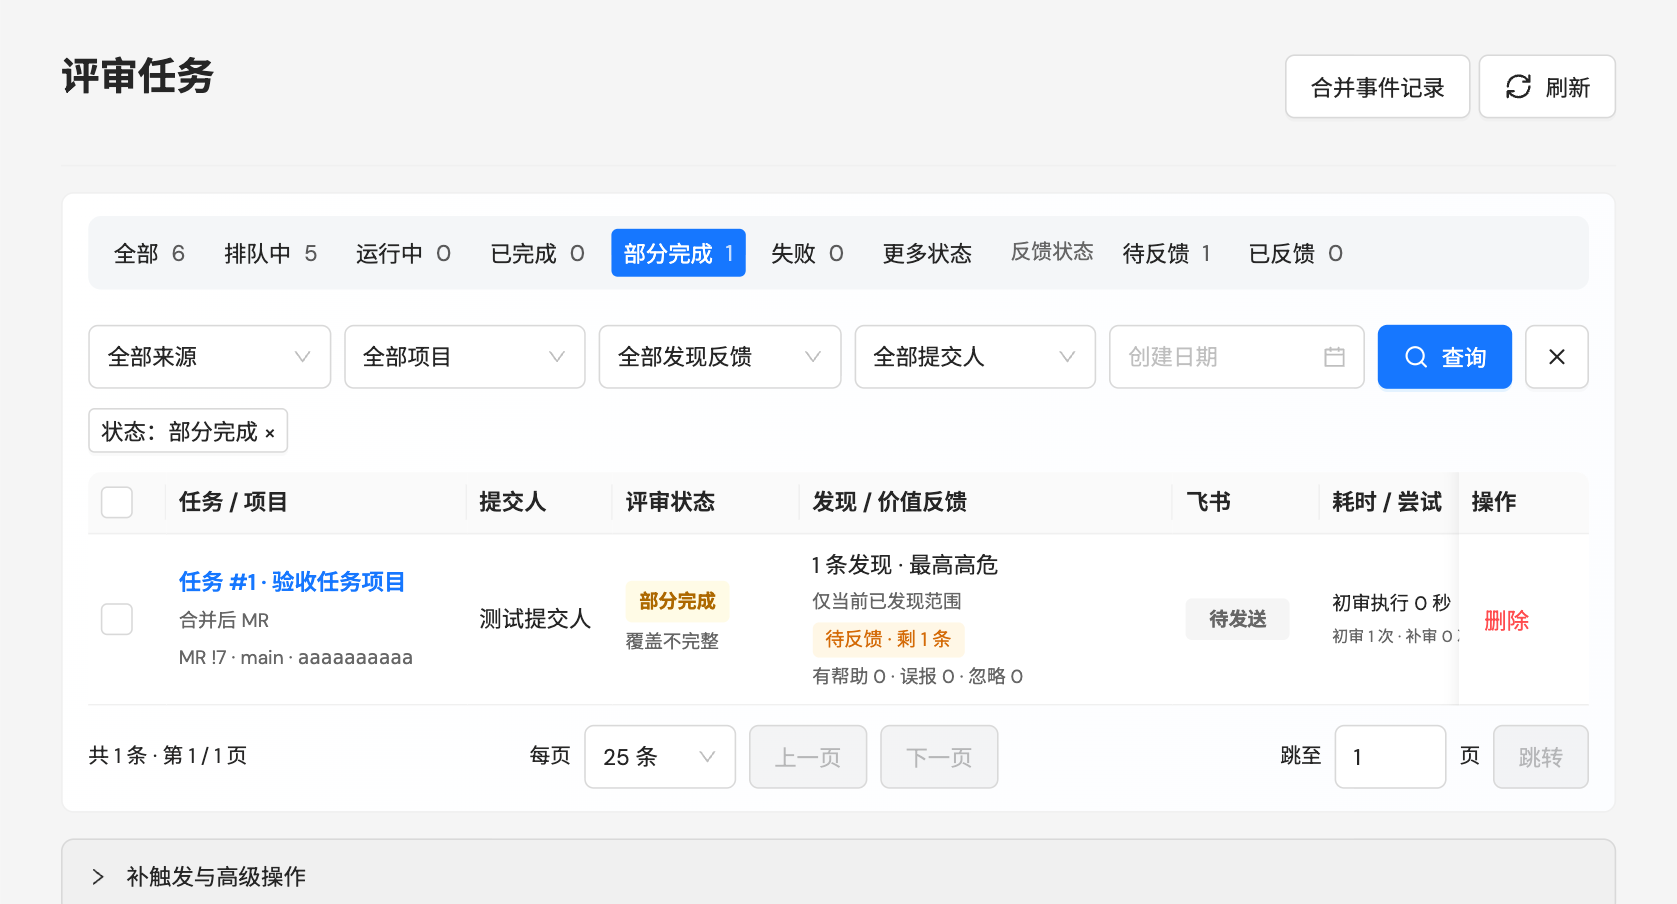 评审任务
合并事件记录 刷新
全部 6 排队中 5 运行中 0 已完成 0 部分完成 1 失败 0 更多状态 反馈状态 待反馈 1 已反馈 0
全部来源 全部项目 全部发现反馈 全部提交人 创建日期 查询 ×
状态：部分完成 ×
任务 / 项目 提交人 评审状态 发现 / 价值反馈 飞书 耗时 / 尝试 操作
任务 #1 · 验收任务项目
合并后 MR
MR !7 · main · aaaaaaaaaa
测试提交人
部分完成
覆盖不完整
1 条发现 · 最高高危
仅当前已发现范围
待反馈 · 剩 1 条
有帮助 0 · 误报 0 · 忽略 0
待发送
初审执行 0 秒
初审 1 次 · 补审 0
删除
共 1 条 · 第 1 / 1 页 每页 25 条 上一页 下一页 跳至 1 页 跳转
补触发与高级操作